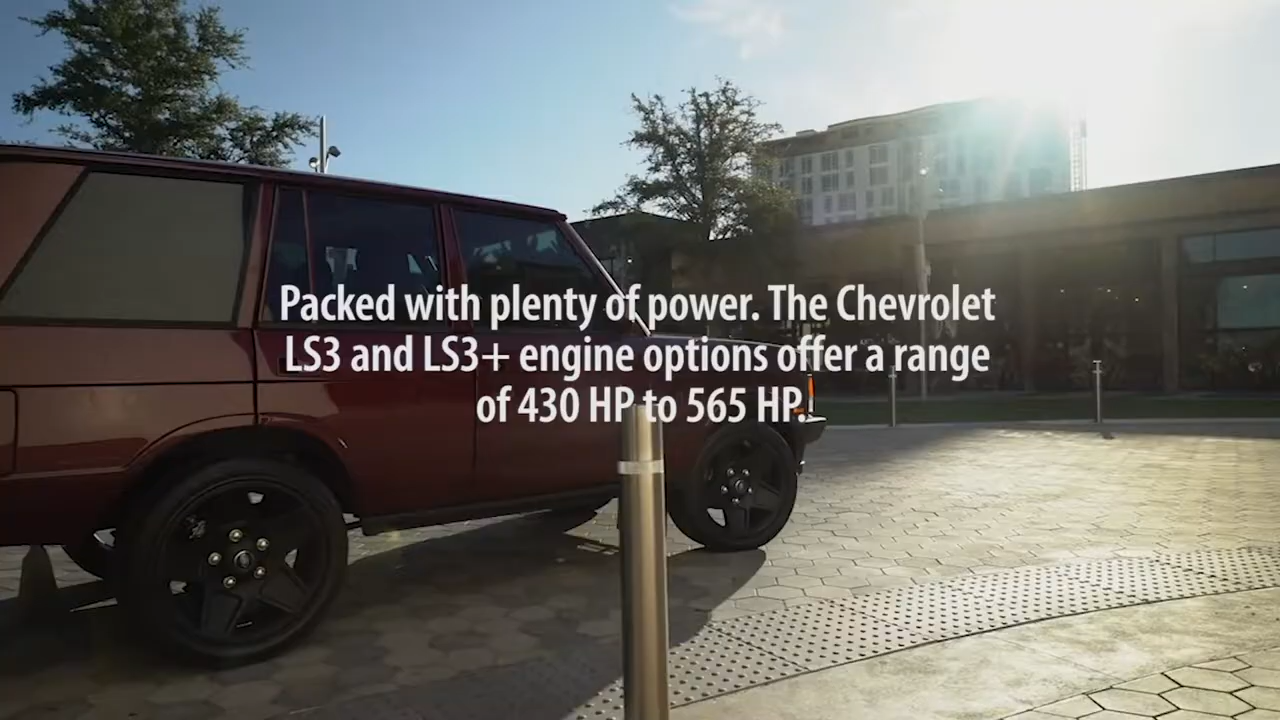 Packed with plenty of power. The Chevrolet
LS3 and LS3+ engine options offer a range
of 430 HP to 565 HP.